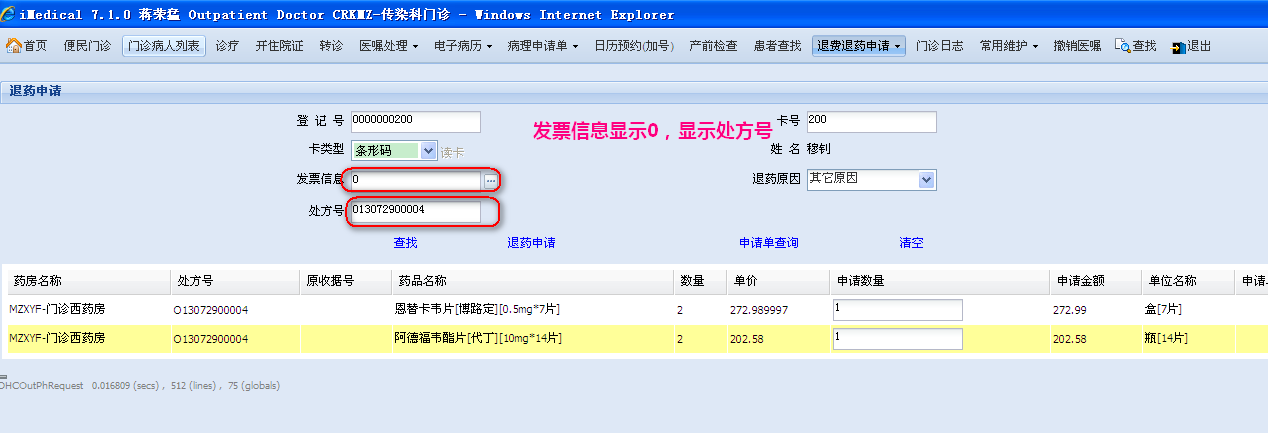 iMedical 7.1.0 蒋荣猛 Outpatient Doctor CRKMZ-传染科门诊 - Windows Internet Explorer
首页 便民门诊 门诊病人列表 诊疗 开住院证 转诊 医嘱处理 电子病历 病理申请单 日历预约(加号) 产前检查 患者查找 退费退药申请 门诊日志 常用维护 撤销医嘱 查找 退出
退药申请
登 记 号 0000000200 卡号 200
发票信息显示0，显示处方号
卡类型 条形码 读卡 姓 名 穆钊
发票信息 0 ... 退药原因 其它原因
处方号 013072900004
查找 退药申请 申请单查询 清空
药房名称 处方号 原收据号 药品名称 数量 单价 申请数量 申请金额 单位名称
MZXYF-门诊西药房 O13072900004 恩替卡韦片[博路定][0.5mg*7片] 2 272.989997 1 272.99 盒[7片]
MZXYF-门诊西药房 O13072900004 阿德福韦酯片[代丁][10mg*14片] 2 202.58 1 202.58 瓶[14片]
DHCOutPhRequest 0.016809 (secs) , 512 (lines) , 75 (globals)